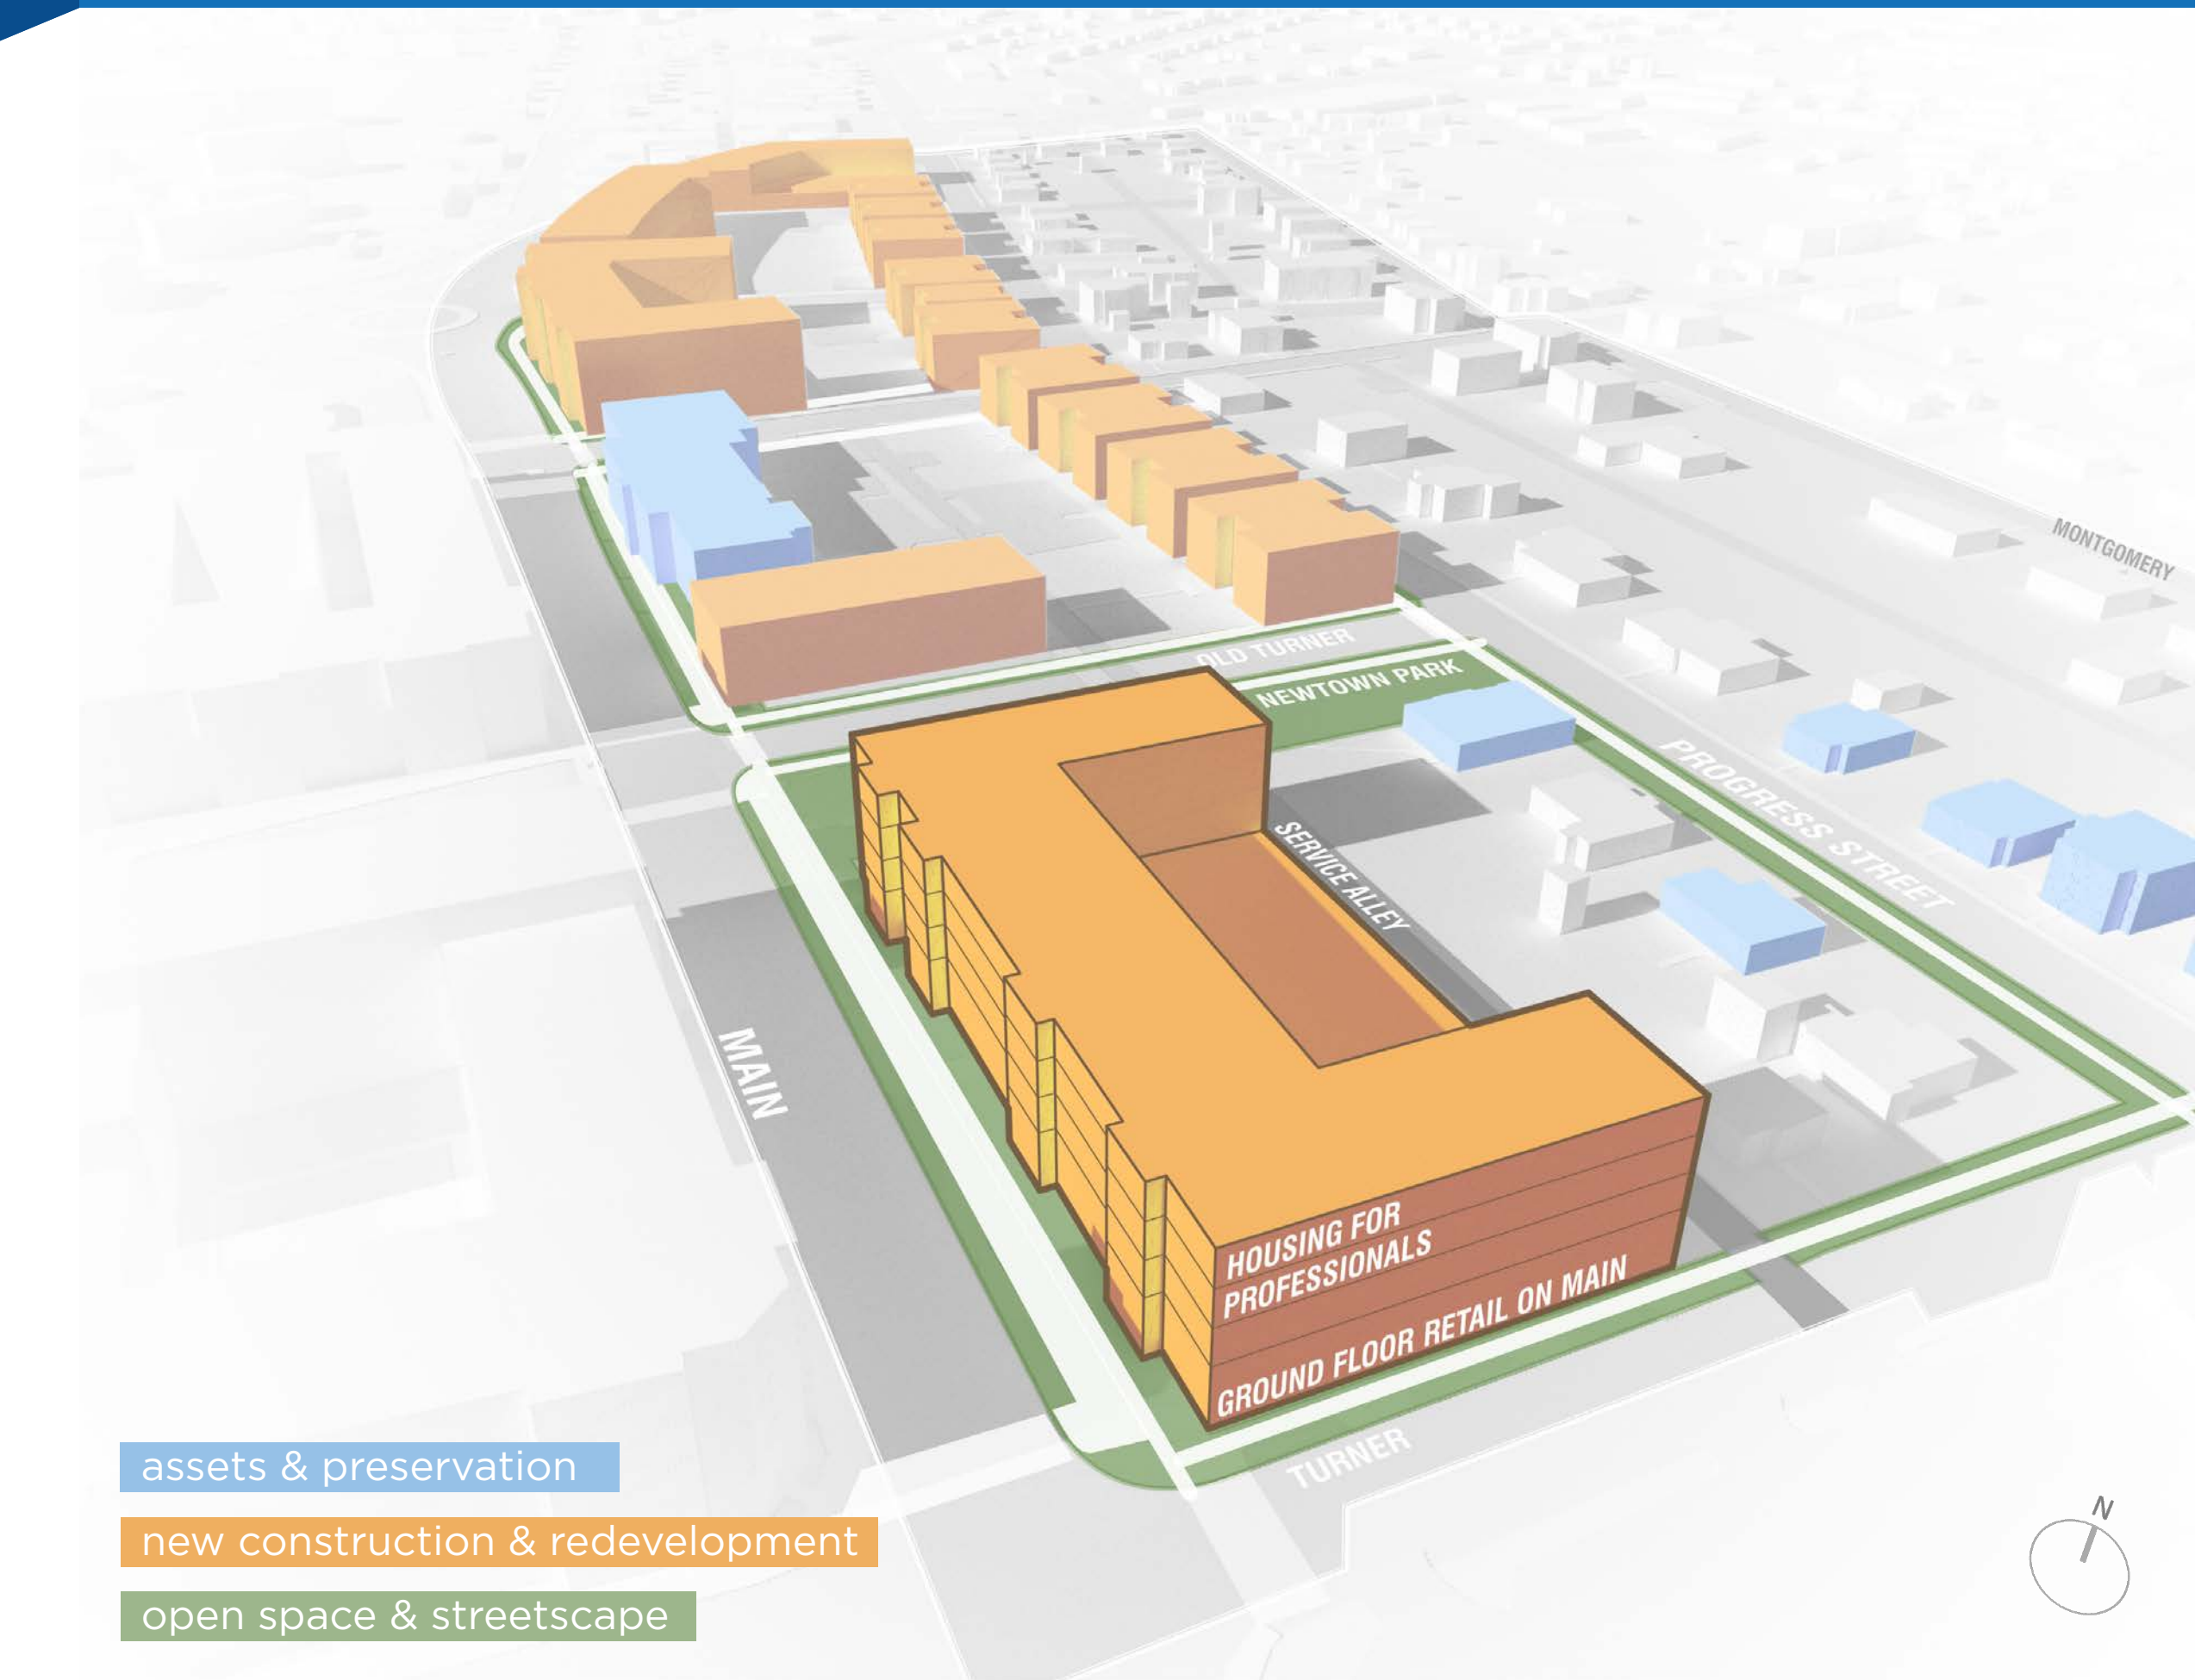 MONTGOMERY
OLD TURNER
NEWTOWN PARK
PROGRESS STREET
SERVICE ALLEY
MAIN
HOUSING FOR
PROFESSIONALS
GROUND FLOOR RETAIL ON MAIN
TURNER
assets & preservation
new construction & redevelopment
open space & streetscape
N